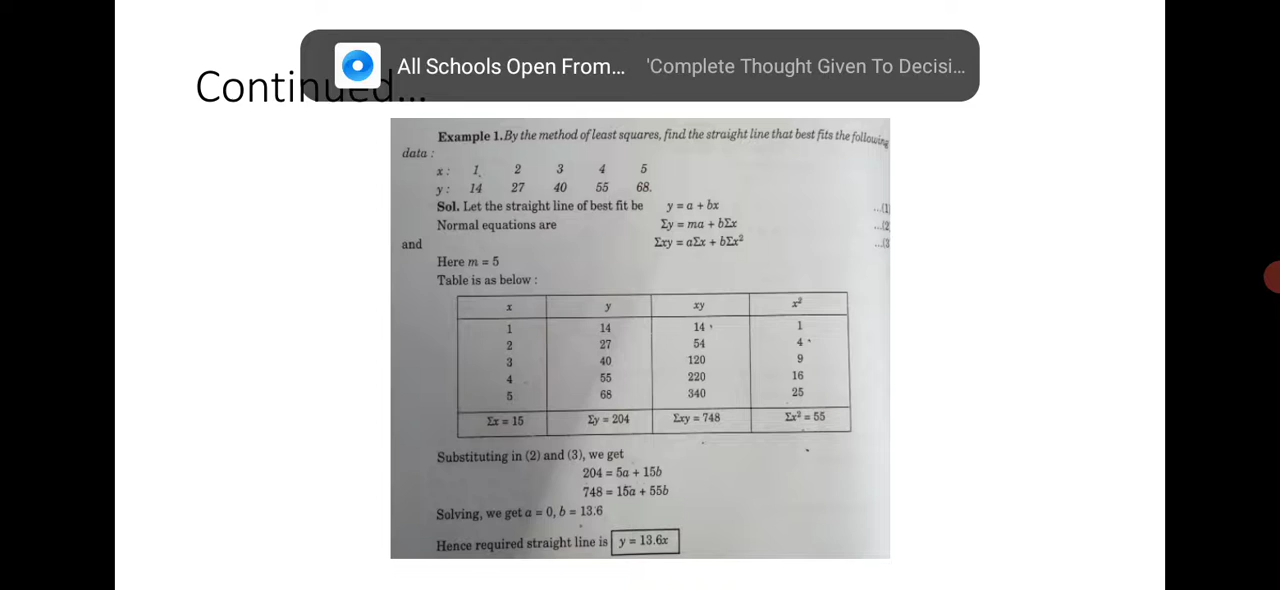 All Schools Open From... 'Complete Thought Given To Decisi...
Continued...
Example 1. By the method of least squares, find the straight line that best fits the following
data :
x : 1 2 3 4 5
y : 14 27 40 55 68.
Sol. Let the straight line of best fit be y = a + bx ...(1)
Normal equations are Σy = ma + bΣx ...(2
and Σxy = aΣx + bΣx² ...(3
Here m = 5
Table is as below :
x y xy x²
1 14 14 1
2 27 54 4
3 40 120 9
4 55 220 16
5 68 340 25
Σx = 15 Σy = 204 Σxy = 748 Σx² = 55
Substituting in (2) and (3), we get
204 = 5a + 15b
748 = 15a + 55b
Solving, we get a = 0, b = 13.6
Hence required straight line is y = 13.6x